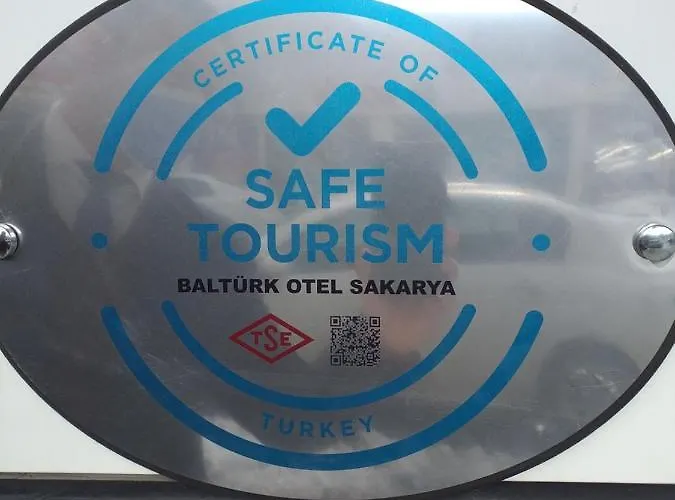 CERTIFICATE OF
SAFE
TOURISM
BALTÜRK OTEL SAKARYA
TSE
TURKEY